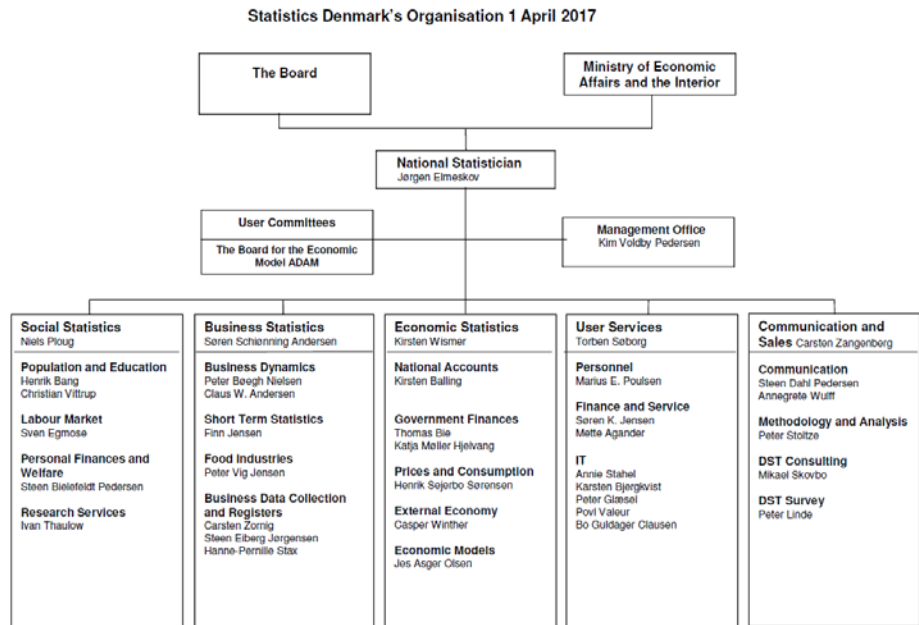 Statistics Denmark's Organisation 1 April 2017
The Board
Ministry of Economic
Affairs and the Interior
National Statistician
Jørgen Elmeskov
User Committees
The Board for the Economic
Model ADAM
Management Office
Kim Voldby Pedersen
Social Statistics
Niels Ploug
Population and Education
Henrik Bang
Christian Vittrup
Labour Market
Sven Egmose
Personal Finances and
Welfare
Steen Bielefeldt Pedersen
Research Services
Ivan Thaulow
Business Statistics
Søren Schiønning Andersen
Business Dynamics
Peter Bøegh Nielsen
Claus W. Andersen
Short Term Statistics
Finn Jensen
Food Industries
Peter Vig Jensen
Business Data Collection
and Registers
Carsten Zornig
Steen Eiberg Jørgensen
Hanne-Pernille Stax
Economic Statistics
Kirsten Wismer
National Accounts
Kirsten Balling
Government Finances
Thomas Bie
Katja Møller Hjelvang
Prices and Consumption
Henrik Sejerbo Sørensen
External Economy
Casper Winther
Economic Models
Jes Asger Olsen
User Services
Torben Søborg
Personnel
Marius E. Poulsen
Finance and Service
Søren K. Jensen
Mette Agander
IT
Annie Stahel
Karsten Bjergkvist
Peter Glæsel
Povl Valeur
Bo Guldager Clausen
Communication and
Sales Carsten Zangenberg
Communication
Steen Dahl Pedersen
Annegrete Wulff
Methodology and Analysis
Peter Stoltze
DST Consulting
Mikael Skovbo
DST Survey
Peter Linde